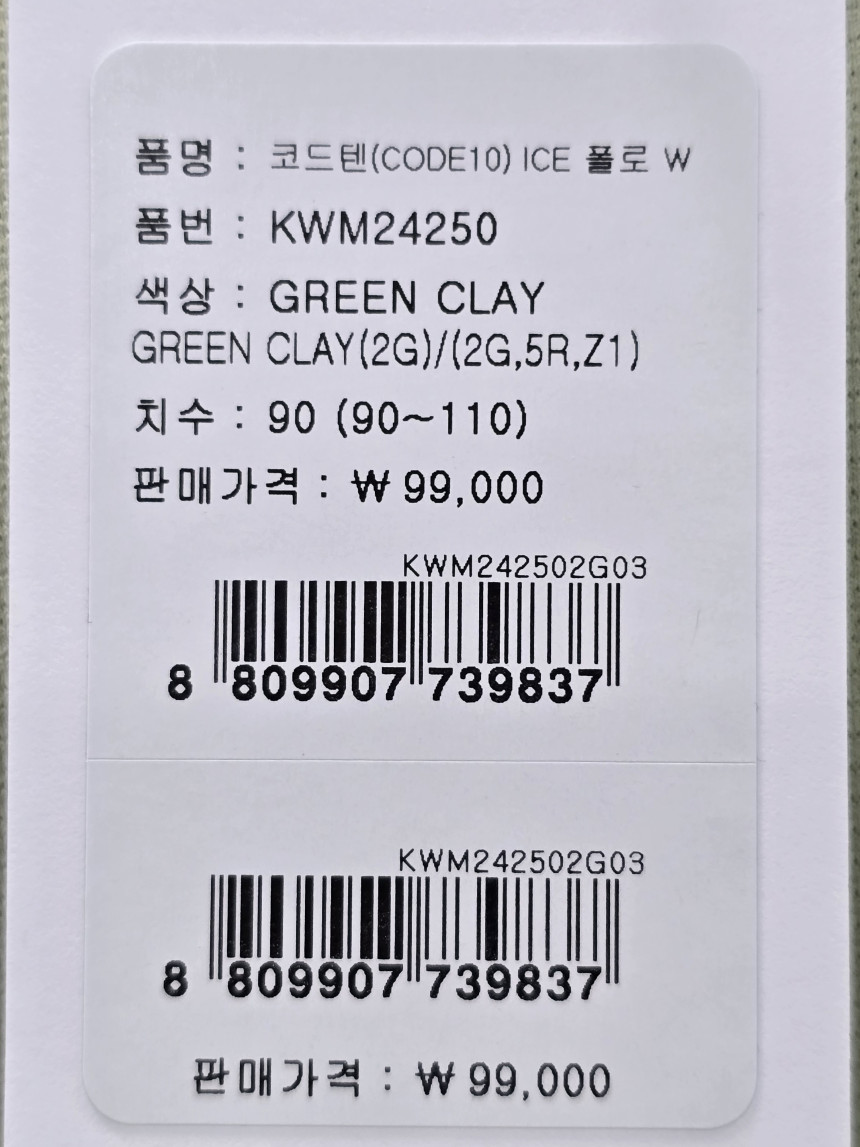 품명 : 코드텐(CODE10) ICE 폴로 W
품번 : KWM24250
색상 : GREEN CLAY
GREEN CLAY(2G)/(2G,5R,Z1)
치수 : 90 (90~110)
판매가격 : ₩ 99,000
KWM242502G03
8 809907 739837
KWM242502G03
8 809907 739837
판매가격 : ₩ 99,000